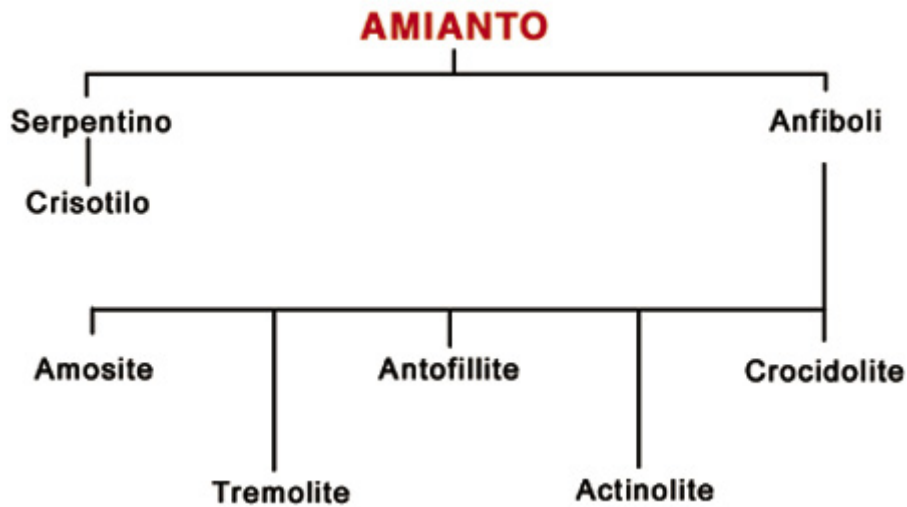 AMIANTO
Serpentino
Anfiboli
Crisotilo
Amosite
Antofillite
Crocidolite
Tremolite
Actinolite